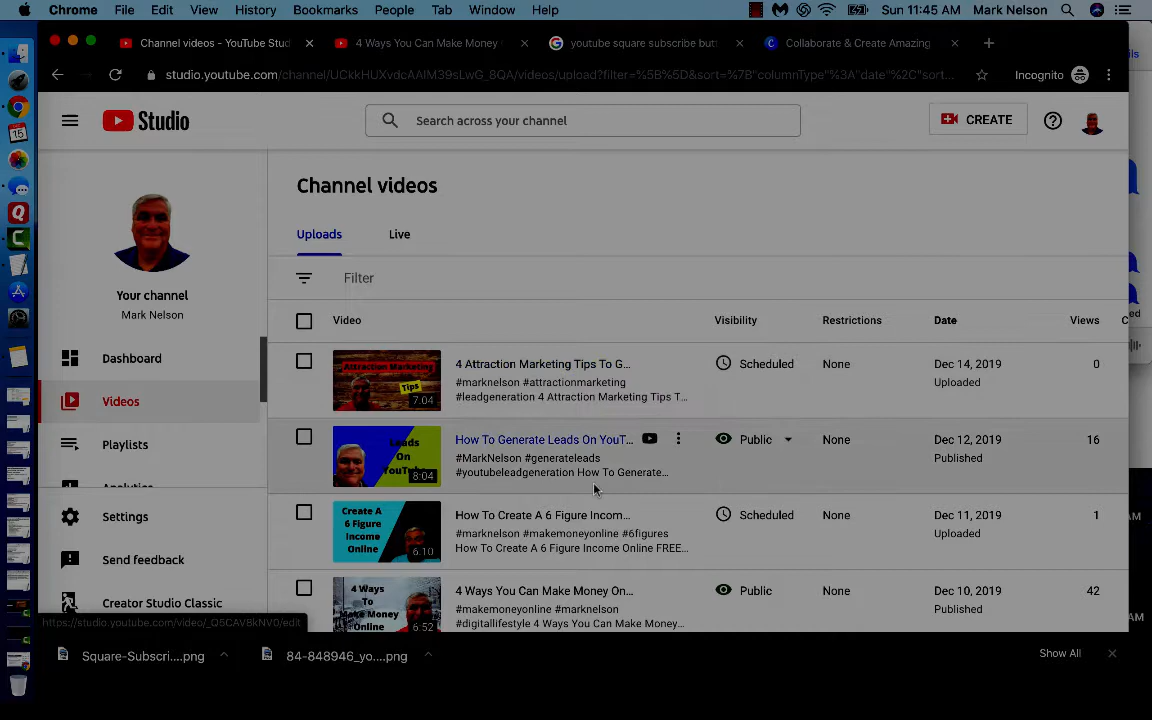 Chrome File Edit View History Bookmarks People Tab Window Help Sun 11:45 AM Mark Nelson
Channel videos - YouTube Stud
4 Ways You Can Make Money
youtube square subscribe butt
Collaborate & Create Amazing
studio.youtube.com/channel/UCkkHUXvdcAAIM39sLwG_8QA/videos/upload?filter=%5B%5D&sort=%7B"columnType"%3A"date"%2C"sort...
Incognito
Studio
Search across your channel
CREATE
Channel videos
Uploads Live
Filter
Your channel
Mark Nelson
Dashboard
Videos
Playlists
Settings
Send feedback
Creator Studio Classic
Video Visibility Restrictions Date Views C
Attraction Marketing
Tips
7:04
4 Attraction Marketing Tips To G...
#marknelson #attractionmarketing
#leadgeneration 4 Attraction Marketing Tips T...
Scheduled None Dec 14, 2019 0
Uploaded
Leads
On
YouTube
8:04
How To Generate Leads On YouT...
#MarkNelson #generateleads
#youtubeleadgeneration How To Generate...
Public None Dec 12, 2019 16
Published
Create A
6 Figure
Income
Online
6:10
How To Create A 6 Figure Incom...
#marknelson #makemoneyonline #6figures
How To Create A 6 Figure Income Online FREE...
Scheduled None Dec 11, 2019 1
Uploaded
4 Ways
To
Make Money
Online
6:52
4 Ways You Can Make Money On...
#makemoneyonline #marknelson
#digitallifestyle 4 Ways You Can Make Money...
Public None Dec 10, 2019 42
Published
https://studio.youtube.com/video/_Q5CAV8kNV0/edit
Square-Subscri....png
84-848946_yo....png
Show All